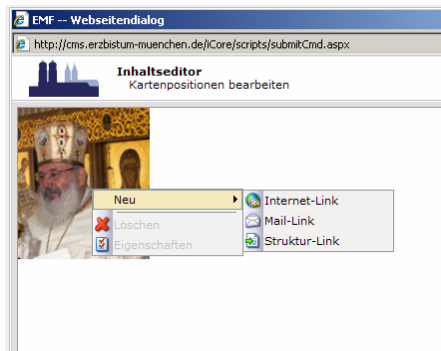 EMF -- Webseitendialog
http://cms.erzbistum-muenchen.de/iCore/scripts/submitCmd.aspx
Inhaltseditor
Kartenpositionen bearbeiten
Neu
Internet-Link
Löschen
Mail-Link
Eigenschaften
Struktur-Link